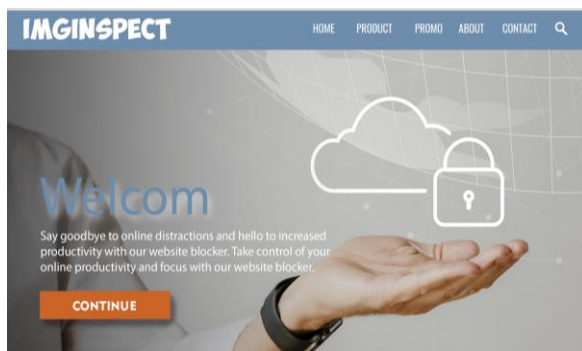 IMGINSPECT
HOME PRODUCT PROMO ABOUT CONTACT
Welcom
Say goodbye to online distractions and hello to increased
productivity with our website blocker. Take control of your
online productivity and focus with our website blocker.
CONTINUE